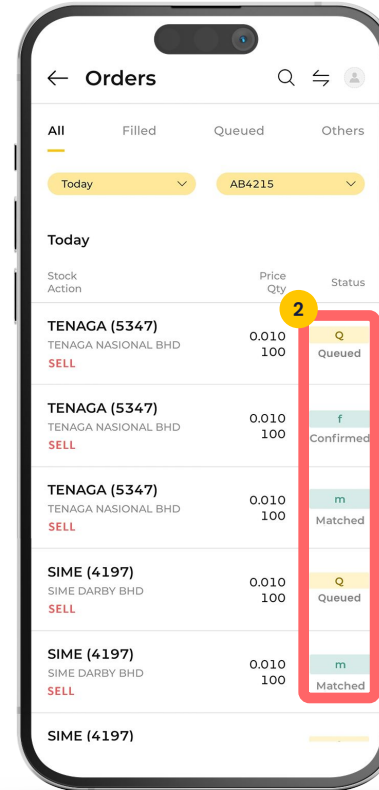 Orders
All Filled Queued Others
Today AB4215
Today
Stock Price Status
Action Qty
2
TENAGA (5347) 0.010 Q
TENAGA NASIONAL BHD 100 Queued
SELL
TENAGA (5347) 0.010 f
TENAGA NASIONAL BHD 100 Confirmed
SELL
TENAGA (5347) 0.010 m
TENAGA NASIONAL BHD 100 Matched
SELL
SIME (4197) 0.010 Q
SIME DARBY BHD 100 Queued
SELL
SIME (4197) 0.010 m
SIME DARBY BHD 100 Matched
SELL
SIME (4197)